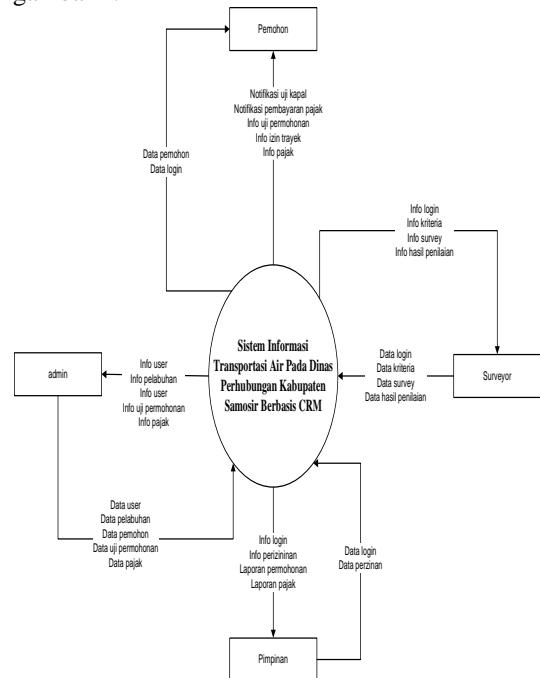 Pemohon
Notifikasi uji kapal
Notifikasi pembayaran pajak
Info uji permohonan
Info izin trayek
Info pajak
Data pemohon
Data login
Info login
Info kriteria
Info survey
Info hasil penilaian
Sistem Informasi
Transportasi Air Pada Dinas
Perhubungan Kabupaten
Samosir Berbasis CRM
admin
Info user
Info pelabuhan
Info user
Info uji permohonan
Info pajak
Data login
Data kriteria
Data survey
Data hasil penilaian
Surveyor
Data user
Data pelabuhan
Data pemohon
Data uji permohonan
Data pajak
Info login
Info perizininan
Laporan permohonan
Laporan pajak
Data login
Data perzinan
Pimpinan